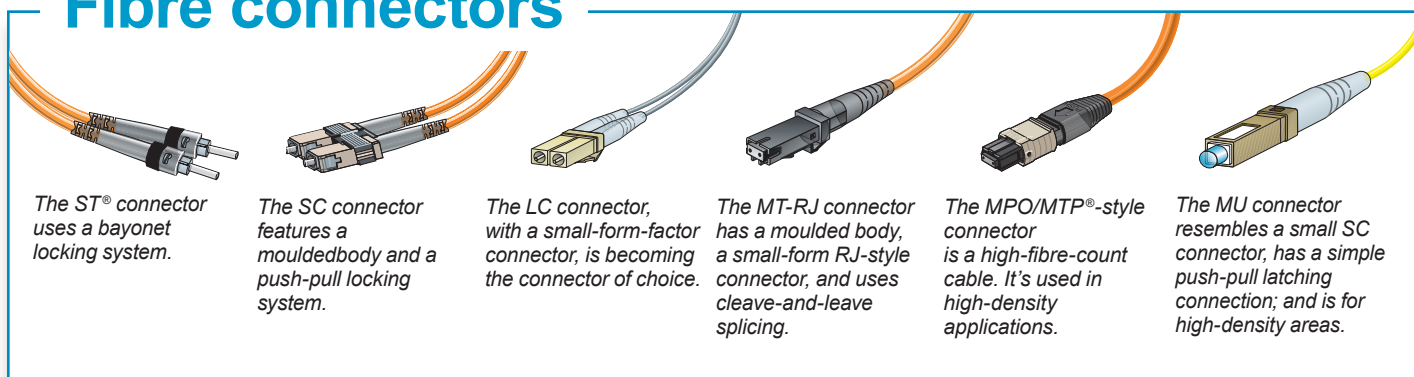 Fibre connectors
The ST® connector
uses a bayonet
locking system.
The SC connector
features a
mouldedbody and a
push-pull locking
system.
The LC connector,
with a small-form-factor
connector, is becoming
the connector of choice.
The MT-RJ connector
has a moulded body,
a small-form RJ-style
connector, and uses
cleave-and-leave
splicing.
The MPO/MTP®-style
connector
is a high-fibre-count
cable. It’s used in
high-density
applications.
The MU connector
resembles a small SC
connector, has a simple
push-pull latching
connection; and is for
high-density areas.